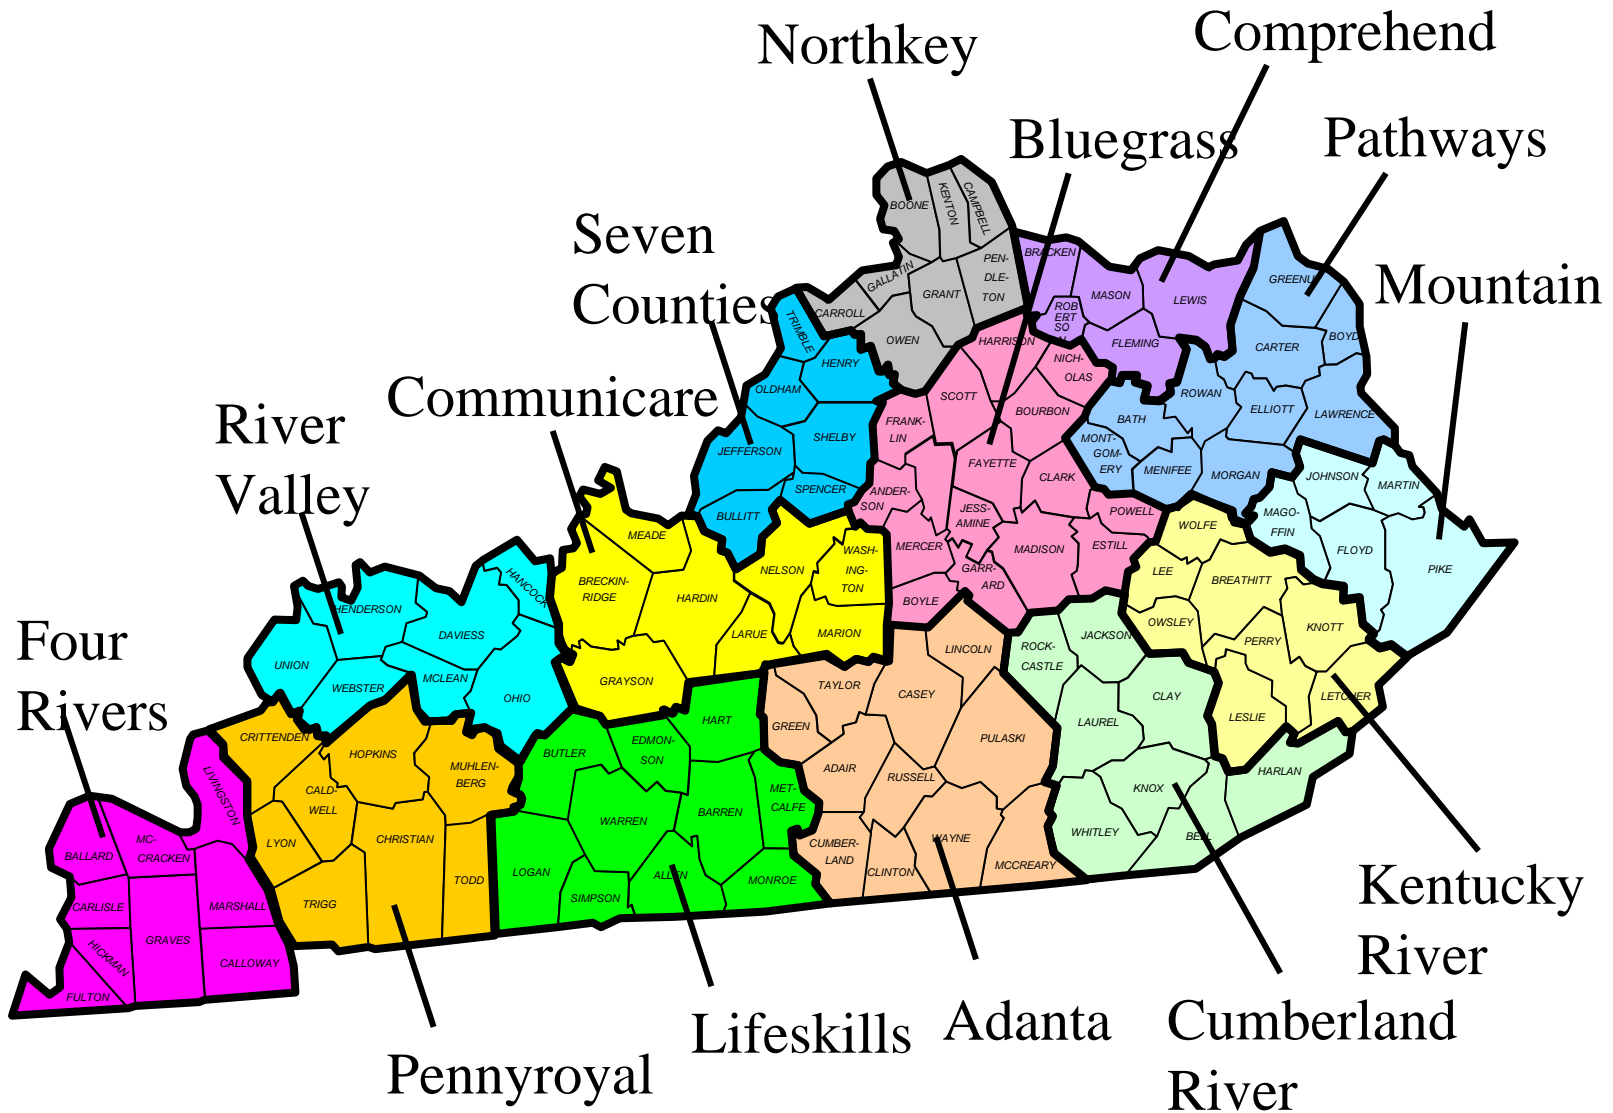 Northkey
Comprehend
Bluegrass
Pathways
Seven
Counties
Mountain
Communicare
River
Valley
Four
Rivers
Kentucky
River
Cumberland
River
Adanta
Lifeskills
Pennyroyal
BOONE
KENTON
CAMPBELL
GALLATIN
PEN-
DLE-
TON
GRANT
CARROLL
OWEN
BRACKEN
MASON
LEWIS
ROB
ERT
SO
N
FLEMING
GREENU
BOYD
CARTER
ROWAN
ELLIOTT
LAWRENCE
BATH
MONT-
GOM-
ERY
MENIFEE
MORGAN
TRIMBLE
HENRY
OLDHAM
SHELBY
JEFFERSON
SPENCER
BULLITT
HARRISON
NICH-
OLAS
SCOTT
BOURBON
FRANK-
LIN
FAYETTE
CLARK
ANDER-
SON
JESS-
AMINE
POWELL
MERCER
MADISON
ESTILL
GARR-
ARD
BOYLE
JOHNSON
MARTIN
MAGO-
FFIN
FLOYD
PIKE
WOLFE
LEE
BREATHITT
OWSLEY
PERRY
KNOTT
LESLIE
LETCHER
MEADE
BRECKIN-
RIDGE
HARDIN
NELSON
WASH-
ING-
TON
LARUE
MARION
GRAYSON
HANCOCK
HENDERSON
DAVIESS
UNION
WEBSTER
MCLEAN
OHIO
ROCK-
CASTLE
JACKSON
LAUREL
CLAY
KNOX
WHITLEY
BELL
HARLAN
LINCOLN
TAYLOR
CASEY
GREEN
PULASKI
ADAIR
RUSSELL
CUMBER-
LAND
WAYNE
CLINTON
MCCREARY
HART
BUTLER
EDMON-
SON
MET-
CALFE
WARREN
BARREN
LOGAN
ALLEN
MONROE
SIMPSON
CRITTENDEN
HOPKINS
MUHLEN-
BERG
CALD-
WELL
LYON
CHRISTIAN
TRIGG
TODD
LIVINGSTON
BALLARD
MC-
CRACKEN
CARLISLE
MARSHALL
GRAVES
HICKMAN
CALLOWAY
FULTON